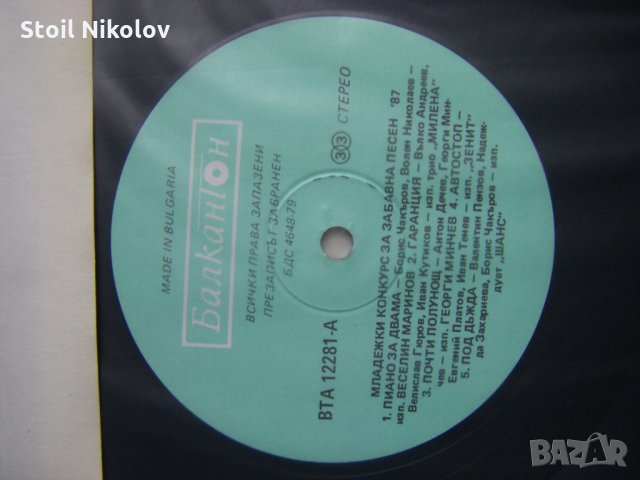 Stoil Nikolov
MADE IN BULGARIA
Балкантон
ВСИЧКИ ПРАВА ЗАПАЗЕНИ
ПРЕЗАПИСЪТ ЗАБРАНЕН
БДС 4648-79
ВТА 12281-А
33 СТЕРЕО
МЛАДЕЖКИ КОНКУРС ЗА ЗАБАВНА ПЕСЕН '87
1. ПИАНО ЗА ДВАМА — Борис Чакъров, Волен Николаев —
изп. ВЕСЕЛИН МАРИНОВ 2. ГАРАНЦИЯ — Вълко Андреев,
Велислав Гюров, Иван Кутиков — изп. трио „МИЛЕНА"
3. ПОЧТИ ПОЛУНОЩ — Антон Дечев, Георги Мин-
чев — изп. ГЕОРГИ МИНЧЕВ 4. АВТОСТОП —
Евгений Платов, Иван Тенев — изп. „ЗЕНИТ"
5. ПОД ДЪЖДА — Валентин Пензов, Надеж-
да Захариева, Борис Чакъров — изп.
дует „ШАНС"
BAZAR